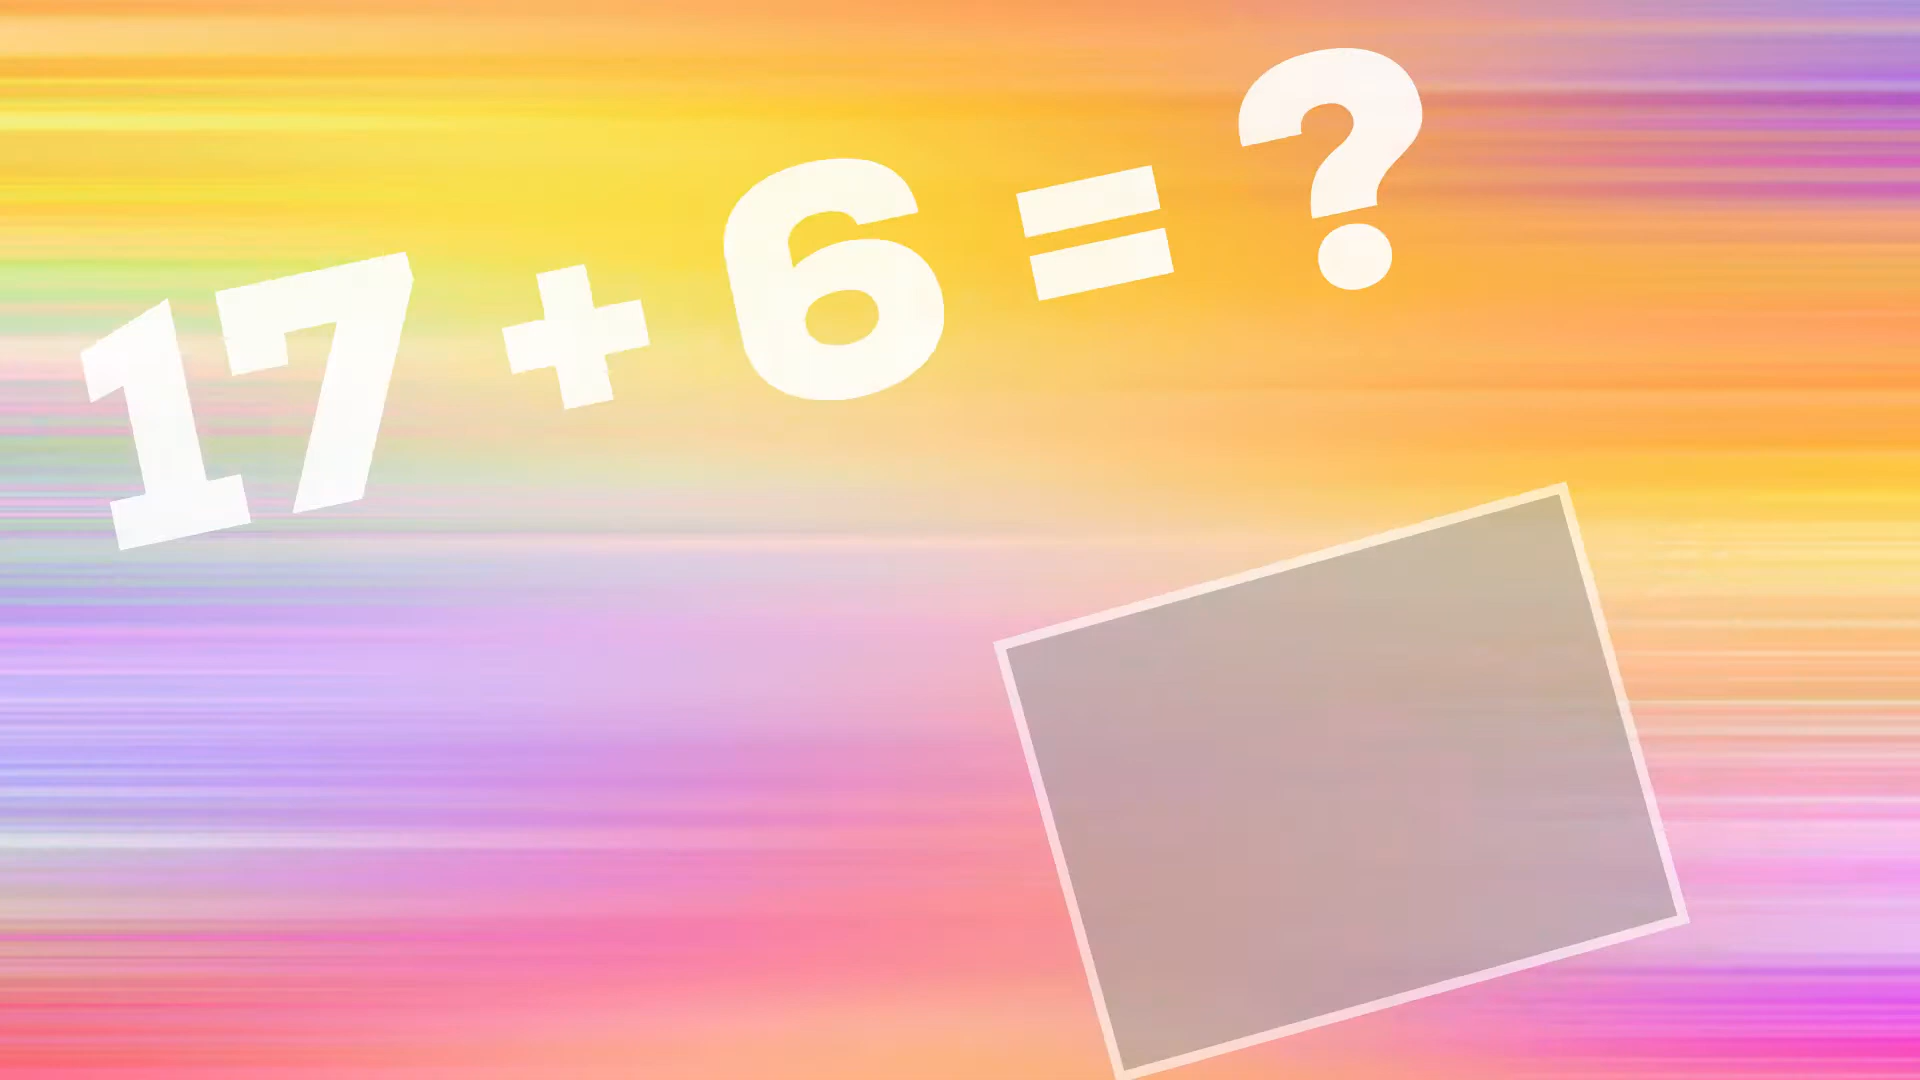 17 + 6 = ?